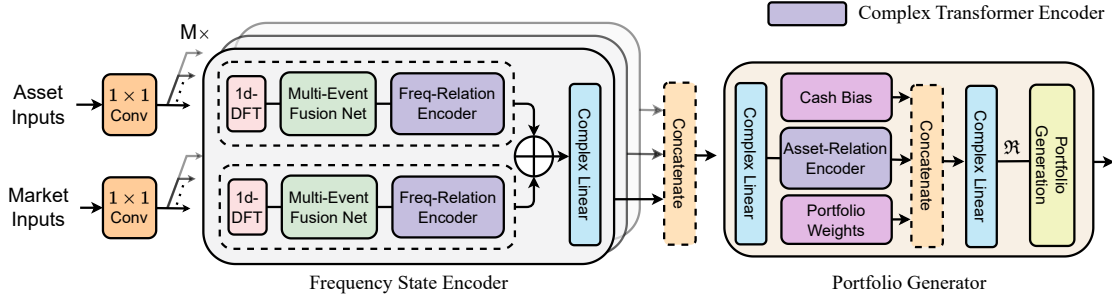 Complex Transformer Encoder
M×
Asset
Inputs
1 × 1
Conv
1d-
DFT
Multi-Event
Fusion Net
Freq-Relation
Encoder
Market
Inputs
1 × 1
Conv
1d-
DFT
Multi-Event
Fusion Net
Freq-Relation
Encoder
Complex Linear
Concatenate
Complex Linear
Cash Bias
Asset-Relation
Encoder
Portfolio
Weights
Concatenate
Complex Linear
ℜ
Portfolio
Generation
Frequency State Encoder
Portfolio Generator